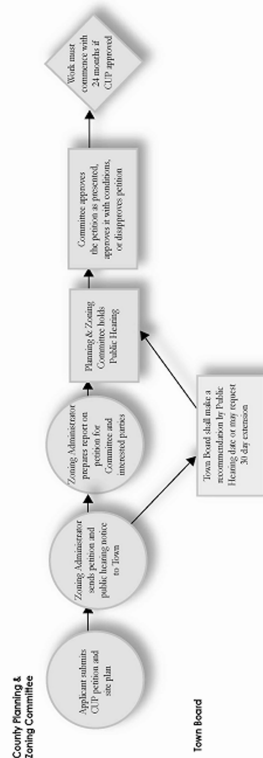 County Planning &
Zoning Committee
Applicant submits
CUP petition and
site plan
Zoning Administrator
sends petition and
public hearing notice
to Town
Zoning Administrator
prepares report on
petition for
Committee and
interested parties
Planning & Zoning
Committee holds
Public Hearing
Committee approves
the petition as presented,
approves it with conditions,
or disapproves petition
Work must
commence with
24 months if
CUP approved
Town Board
Town Board shall make a
recommendation by Public
Hearing date or may request
30 day extension